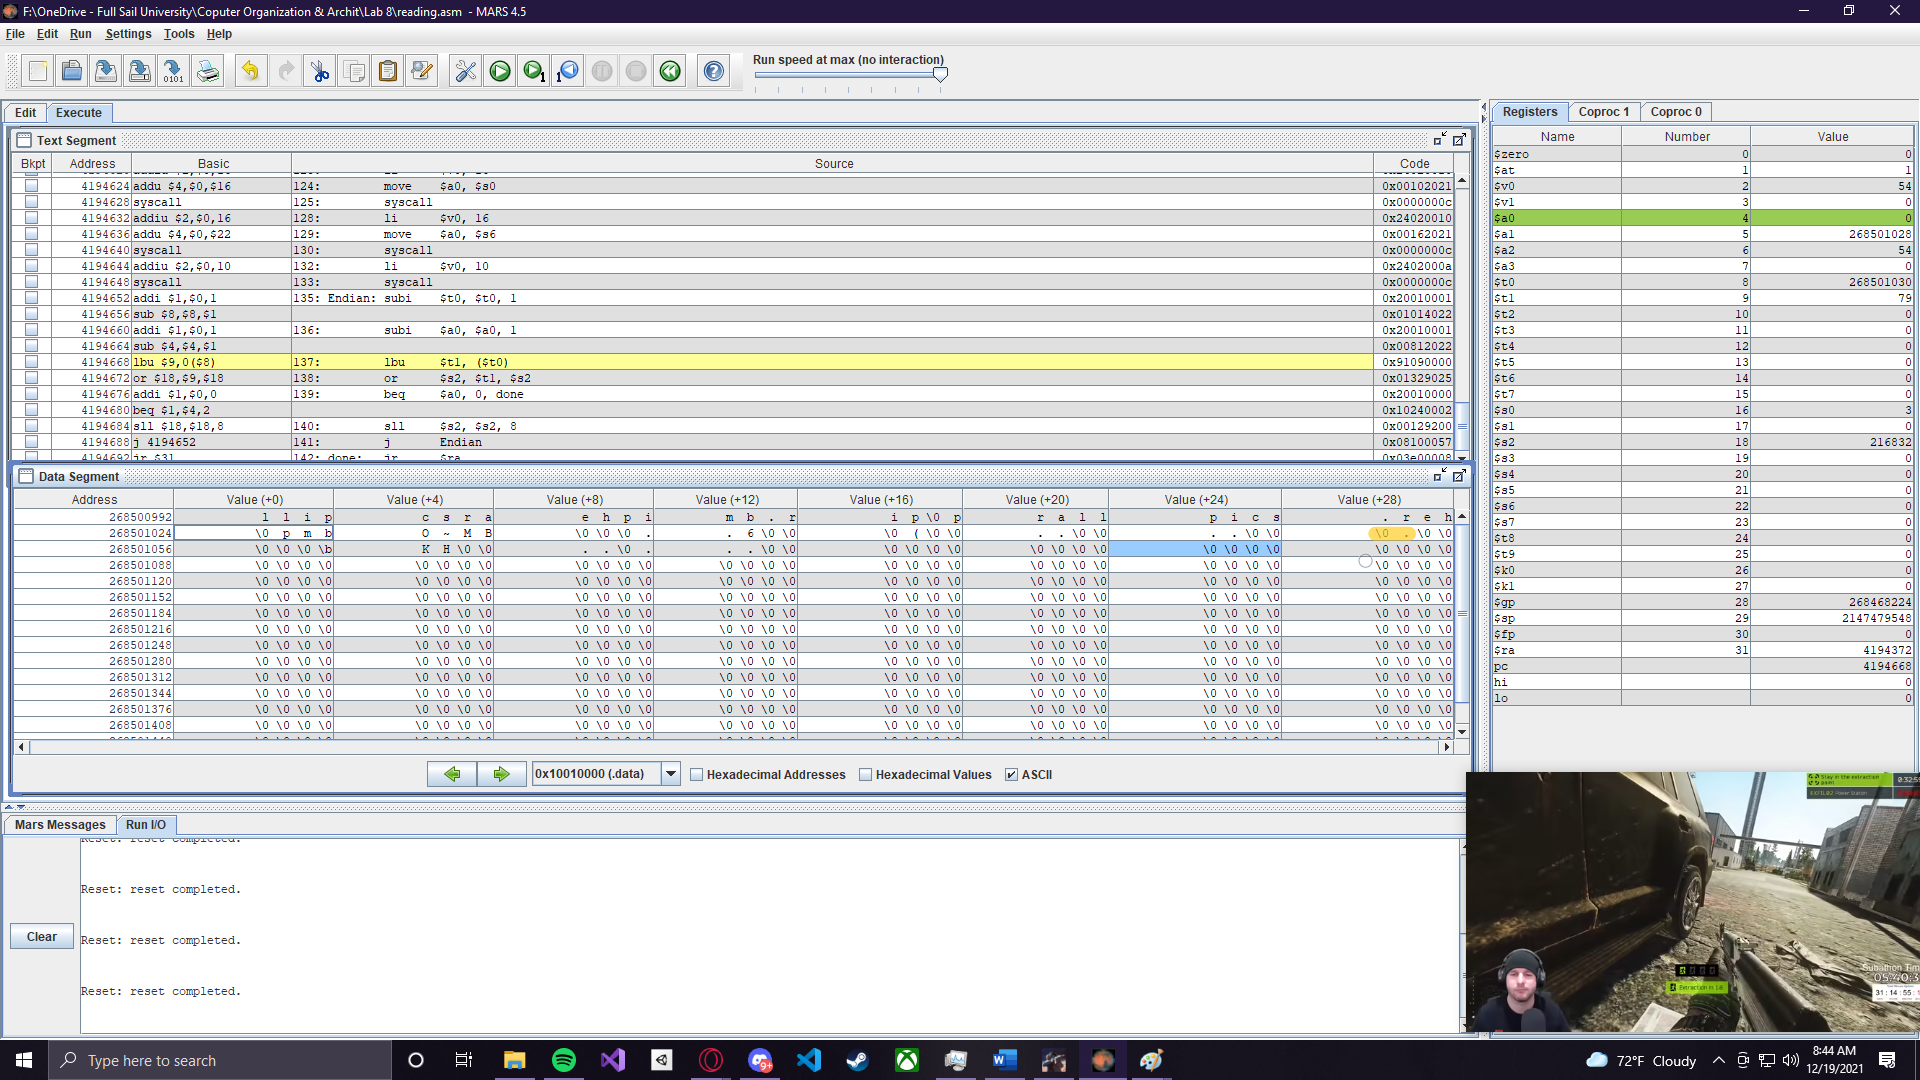 F:\OneDrive - Full Sail University\Coputer Organization & Archit\Lab 8\reading.asm - MARS 4.5
File Edit Run Settings Tools Help
Run speed at max (no interaction)
Edit Execute
Text Segment
Bkpt Address Basic Source Code
4194624 addu $4,$0,$16 124: move $a0, $s0 0x00102021
4194628 syscall 125: syscall 0x0000000c
4194632 addiu $2,$0,16 128: li $v0, 16 0x24020010
4194636 addu $4,$0,$22 129: move $a0, $s6 0x00162021
4194640 syscall 130: syscall 0x0000000c
4194644 addiu $2,$0,10 132: li $v0, 10 0x2402000a
4194648 syscall 133: syscall 0x0000000c
4194652 addi $1,$0,1 135: Endian: subi $t0, $t0, 1 0x20010001
4194656 sub $8,$8,$1 0x01014022
4194660 addi $1,$0,1 136: subi $a0, $a0, 1 0x20010001
4194664 sub $4,$4,$1 0x00812022
4194668 lbu $9,0($8) 137: lbu $t1, ($t0) 0x91090000
4194672 or $18,$9,$18 138: or $s2, $t1, $s2 0x01329025
4194676 addi $1,$0,0 139: beq $a0, 0, done 0x20010000
4194680 beq $1,$4,2 0x10240002
4194684 sll $18,$18,8 140: sll $s2, $s2, 8 0x00129200
4194688 j 4194652 141: j Endian 0x08100057
4194692 jr $31 142: done: jr $ra 0x03e00008
Data Segment
Address Value (+0) Value (+4) Value (+8) Value (+12) Value (+16) Value (+20) Value (+24) Value (+28)
268500992 l l i p c s r a e h p i m b . r i p \0 p r a l l p i c s . r e h
268501024 \0 p m b O ~ M B \0 \0 \0 . . 6 \0 \0 \0 ( \0 \0 . . \0 \0 . . \0 \0 \0 . \0 \0
268501056 \0 \0 \0 \b K H \0 \0 . . \0 . . . \0 \0 \0 \0 \0 \0 \0 \0 \0 \0 \0 \0 \0 \0 \0 \0 \0 \0
268501088 \0 \0 \0 \0 \0 \0 \0 \0 \0 \0 \0 \0 \0 \0 \0 \0 \0 \0 \0 \0 \0 \0 \0 \0 \0 \0 \0 \0 \0 \0 \0 \0
268501120 \0 \0 \0 \0 \0 \0 \0 \0 \0 \0 \0 \0 \0 \0 \0 \0 \0 \0 \0 \0 \0 \0 \0 \0 \0 \0 \0 \0 \0 \0 \0 \0
268501152 \0 \0 \0 \0 \0 \0 \0 \0 \0 \0 \0 \0 \0 \0 \0 \0 \0 \0 \0 \0 \0 \0 \0 \0 \0 \0 \0 \0 \0 \0 \0 \0
268501184 \0 \0 \0 \0 \0 \0 \0 \0 \0 \0 \0 \0 \0 \0 \0 \0 \0 \0 \0 \0 \0 \0 \0 \0 \0 \0 \0 \0 \0 \0 \0 \0
268501216 \0 \0 \0 \0 \0 \0 \0 \0 \0 \0 \0 \0 \0 \0 \0 \0 \0 \0 \0 \0 \0 \0 \0 \0 \0 \0 \0 \0 \0 \0 \0 \0
268501248 \0 \0 \0 \0 \0 \0 \0 \0 \0 \0 \0 \0 \0 \0 \0 \0 \0 \0 \0 \0 \0 \0 \0 \0 \0 \0 \0 \0 \0 \0 \0 \0
268501280 \0 \0 \0 \0 \0 \0 \0 \0 \0 \0 \0 \0 \0 \0 \0 \0 \0 \0 \0 \0 \0 \0 \0 \0 \0 \0 \0 \0 \0 \0 \0 \0
268501312 \0 \0 \0 \0 \0 \0 \0 \0 \0 \0 \0 \0 \0 \0 \0 \0 \0 \0 \0 \0 \0 \0 \0 \0 \0 \0 \0 \0 \0 \0 \0 \0
268501344 \0 \0 \0 \0 \0 \0 \0 \0 \0 \0 \0 \0 \0 \0 \0 \0 \0 \0 \0 \0 \0 \0 \0 \0 \0 \0 \0 \0 \0 \0 \0 \0
268501376 \0 \0 \0 \0 \0 \0 \0 \0 \0 \0 \0 \0 \0 \0 \0 \0 \0 \0 \0 \0 \0 \0 \0 \0 \0 \0 \0 \0 \0 \0 \0 \0
268501408 \0 \0 \0 \0 \0 \0 \0 \0 \0 \0 \0 \0 \0 \0 \0 \0 \0 \0 \0 \0 \0 \0 \0 \0 \0 \0 \0 \0 \0 \0 \0 \0
0x10010000 (.data) Hexadecimal Addresses Hexadecimal Values ASCII
Mars Messages Run I/O
Reset: reset completed.
Reset: reset completed.
Reset: reset completed.
Reset: reset completed.
Clear
Registers Coproc 1 Coproc 0
Name Number Value
$zero 0 0
$at 1 1
$v0 2 54
$v1 3 0
$a0 4 0
$a1 5 268501028
$a2 6 54
$a3 7 0
$t0 8 268501030
$t1 9 79
$t2 10 0
$t3 11 0
$t4 12 0
$t5 13 0
$t6 14 0
$t7 15 0
$s0 16 3
$s1 17 0
$s2 18 216832
$s3 19 0
$s4 20 0
$s5 21 0
$s6 22 0
$s7 23 0
$t8 24 0
$t9 25 0
$k0 26 0
$k1 27 0
$gp 28 268468224
$sp 29 2147479548
$fp 30 0
$ra 31 4194372
pc 4194668
hi 0
lo 0
Stay in the extraction point
Extraction in
Subathon Tim
Type here to search
9+
72°F Cloudy
8:44 AM
12/19/2021